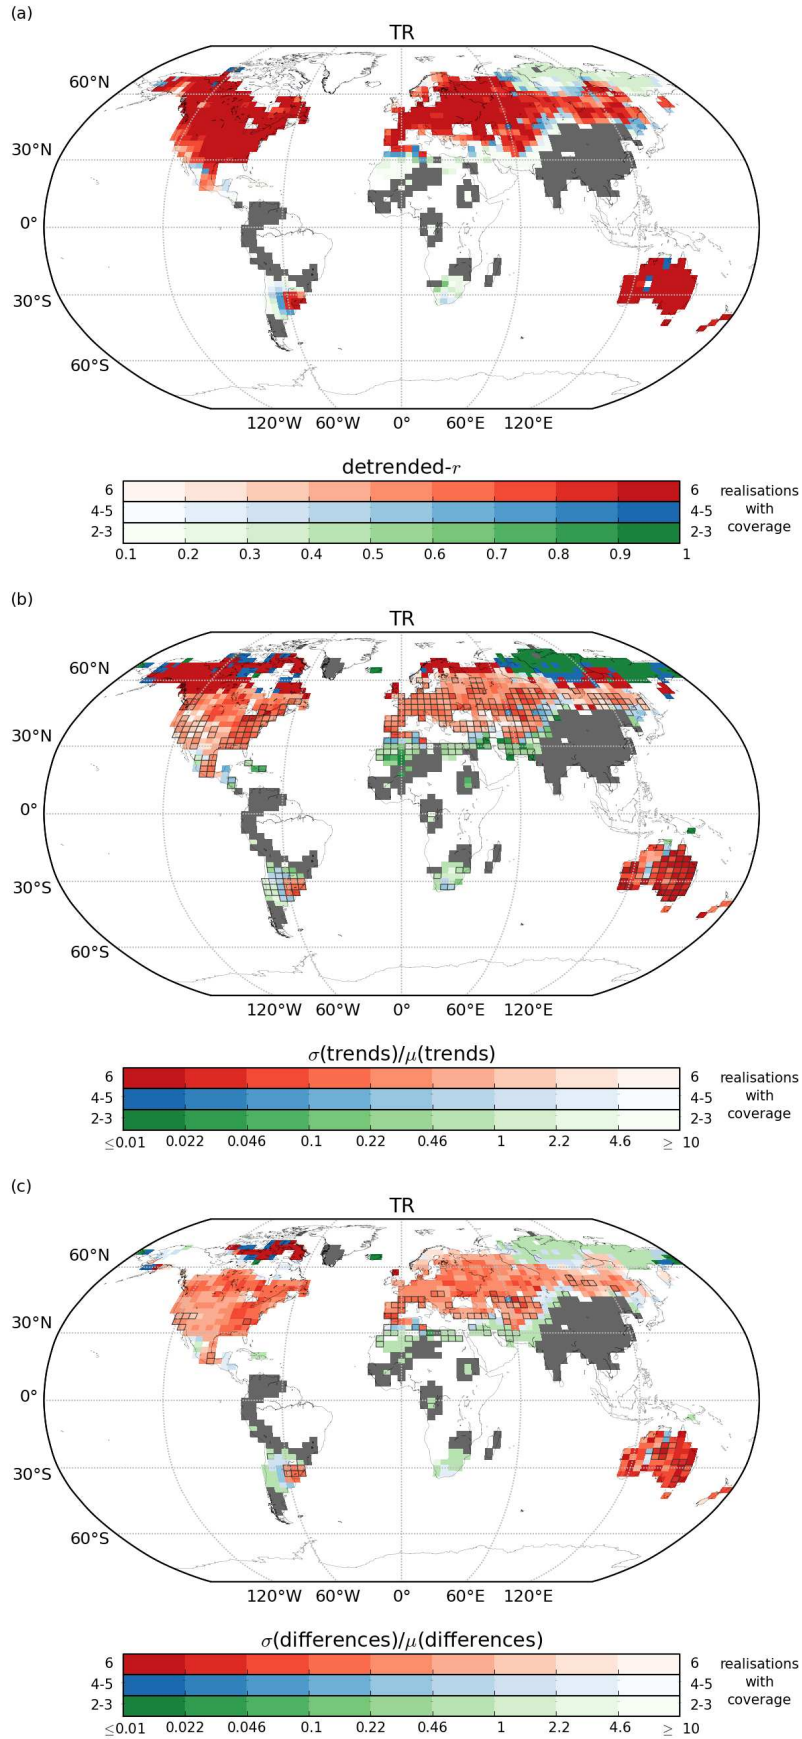 (a)
TR
60°N
30°N
0°
30°S
60°S
120°W 60°W 0° 60°E 120°E
detrended-r
6 6 realisations
4-5 4-5 with
2-3 2-3 coverage
0.1 0.2 0.3 0.4 0.5 0.6 0.7 0.8 0.9 1
(b)
TR
60°N
30°N
0°
30°S
60°S
120°W 60°W 0° 60°E 120°E
σ(trends)/μ(trends)
6 6 realisations
4-5 4-5 with
2-3 2-3 coverage
≤0.01 0.022 0.046 0.1 0.22 0.46 1 2.2 4.6 ≥ 10
(c)
TR
60°N
30°N
0°
30°S
60°S
120°W 60°W 0° 60°E 120°E
σ(differences)/μ(differences)
6 6 realisations
4-5 4-5 with
2-3 2-3 coverage
≤0.01 0.022 0.046 0.1 0.22 0.46 1 2.2 4.6 ≥ 10